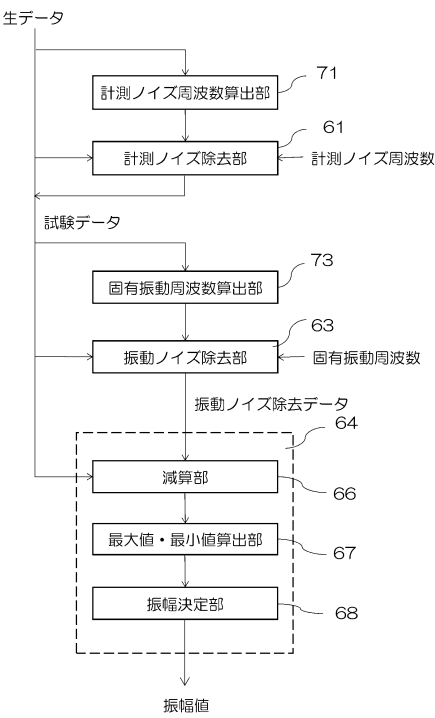 生データ
71
計測ノイズ周波数算出部
61
計測ノイズ除去部
計測ノイズ周波数
試験データ
73
固有振動周波数算出部
63
振動ノイズ除去部
固有振動周波数
振動ノイズ除去データ
64
減算部
66
最大値・最小値算出部
67
振幅決定部
68
振幅値